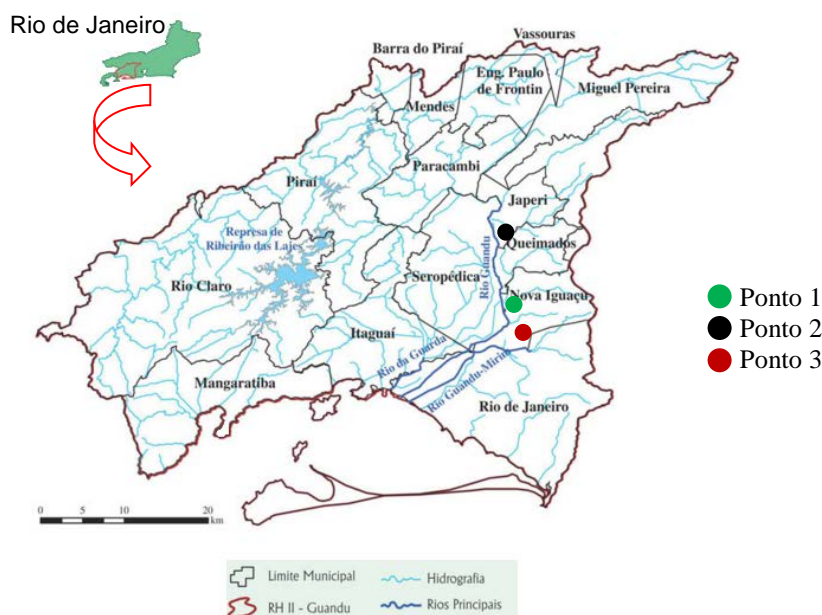 Rio de Janeiro
Vassouras
Barra do Piraí
Eng. Paulo
de Frontin
Miguel Pereira
Mendes
Paracambi
Piraí
Japeri
Represa de
Ribeirão das Lajes
Queimados
Rio Guandu
Seropédica
Rio Claro
Nova Iguaçu
Ponto 1
Ponto 2
Ponto 3
Itaguaí
Rio da Guarda
Rio Guandu-Mirim
Mangaratiba
Rio de Janeiro
0 10 20
km
Limite Municipal
Hidrografia
RH II - Guandu
Rios Principais